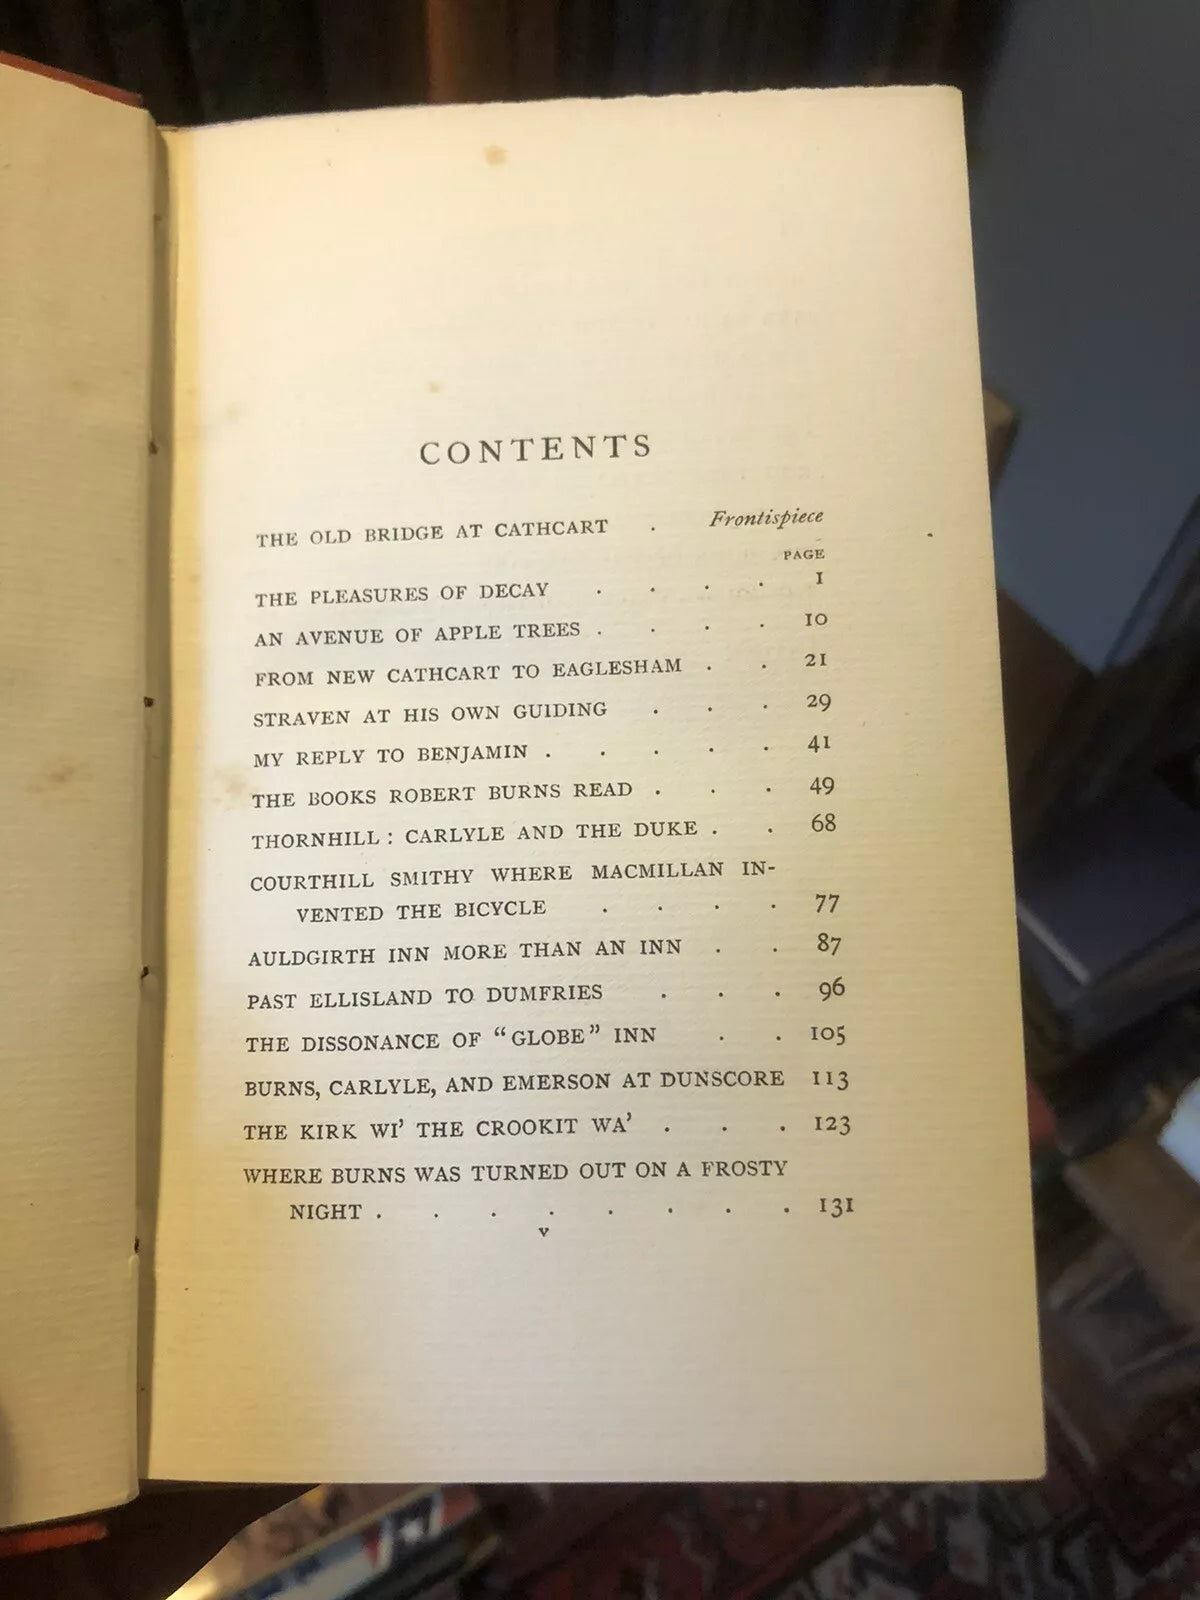 CONTENTS
THE OLD BRIDGE AT CATHCART . Frontispiece
PAGE
THE PLEASURES OF DECAY . . . . 1
AN AVENUE OF APPLE TREES . . . . 10
FROM NEW CATHCART TO EAGLESHAM . . 21
STRAVEN AT HIS OWN GUIDING . . . 29
MY REPLY TO BENJAMIN . . . . . 41
THE BOOKS ROBERT BURNS READ . . . 49
THORNHILL: CARLYLE AND THE DUKE . . 68
COURTHILL SMITHY WHERE MACMILLAN IN-
VENTED THE BICYCLE . . . . 77
AULDGIRTH INN MORE THAN AN INN . . 87
PAST ELLISLAND TO DUMFRIES . . . 96
THE DISSONANCE OF "GLOBE" INN . . 105
BURNS, CARLYLE, AND EMERSON AT DUNSCORE 113
THE KIRK WI' THE CROOKIT WA' . . . 123
WHERE BURNS WAS TURNED OUT ON A FROSTY
NIGHT . . . . . . . . 131
v